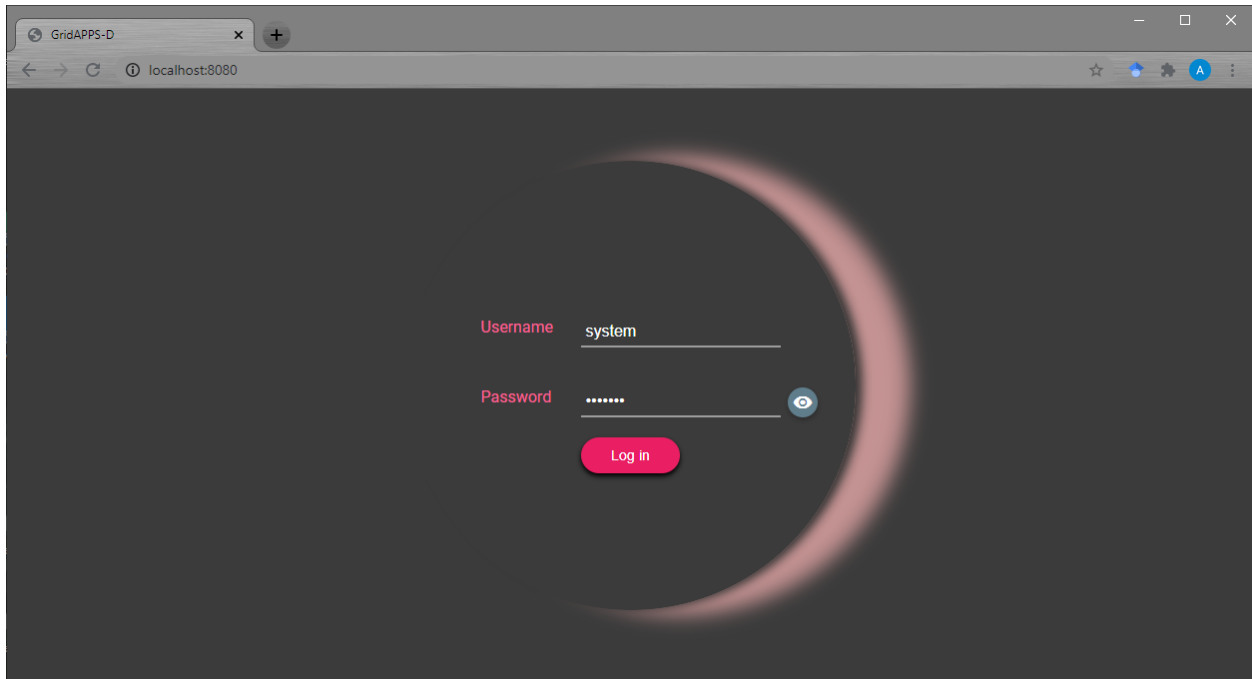 GridAPPS-D
localhost:8080
A
Username
system
Password
•••••••
Log in